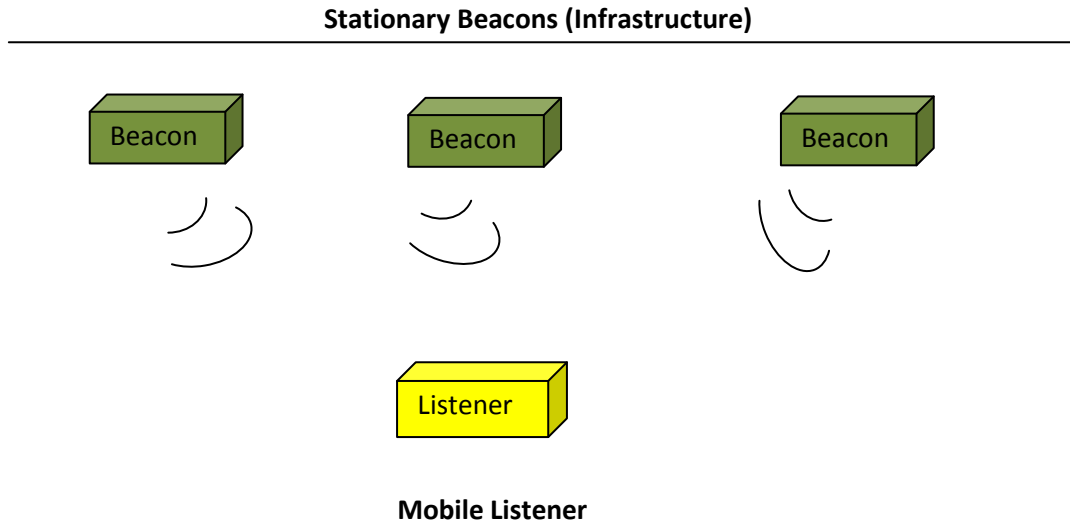 Stationary Beacons (Infrastructure)
Beacon Beacon Beacon
Listener
Mobile Listener